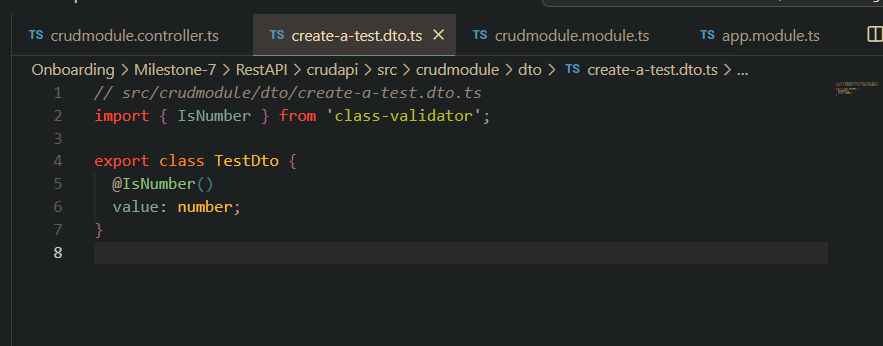 TS crudmodule.controller.ts TS create-a-test.dto.ts × TS crudmodule.module.ts TS app.module.ts
Onboarding > Milestone-7 > RestAPI > crudapi > src > crudmodule > dto > TS create-a-test.dto.ts > ...
1 // src/crudmodule/dto/create-a-test.dto.ts
2 import { IsNumber } from 'class-validator';
3
4 export class TestDto {
5   @IsNumber()
6   value: number;
7 }
8